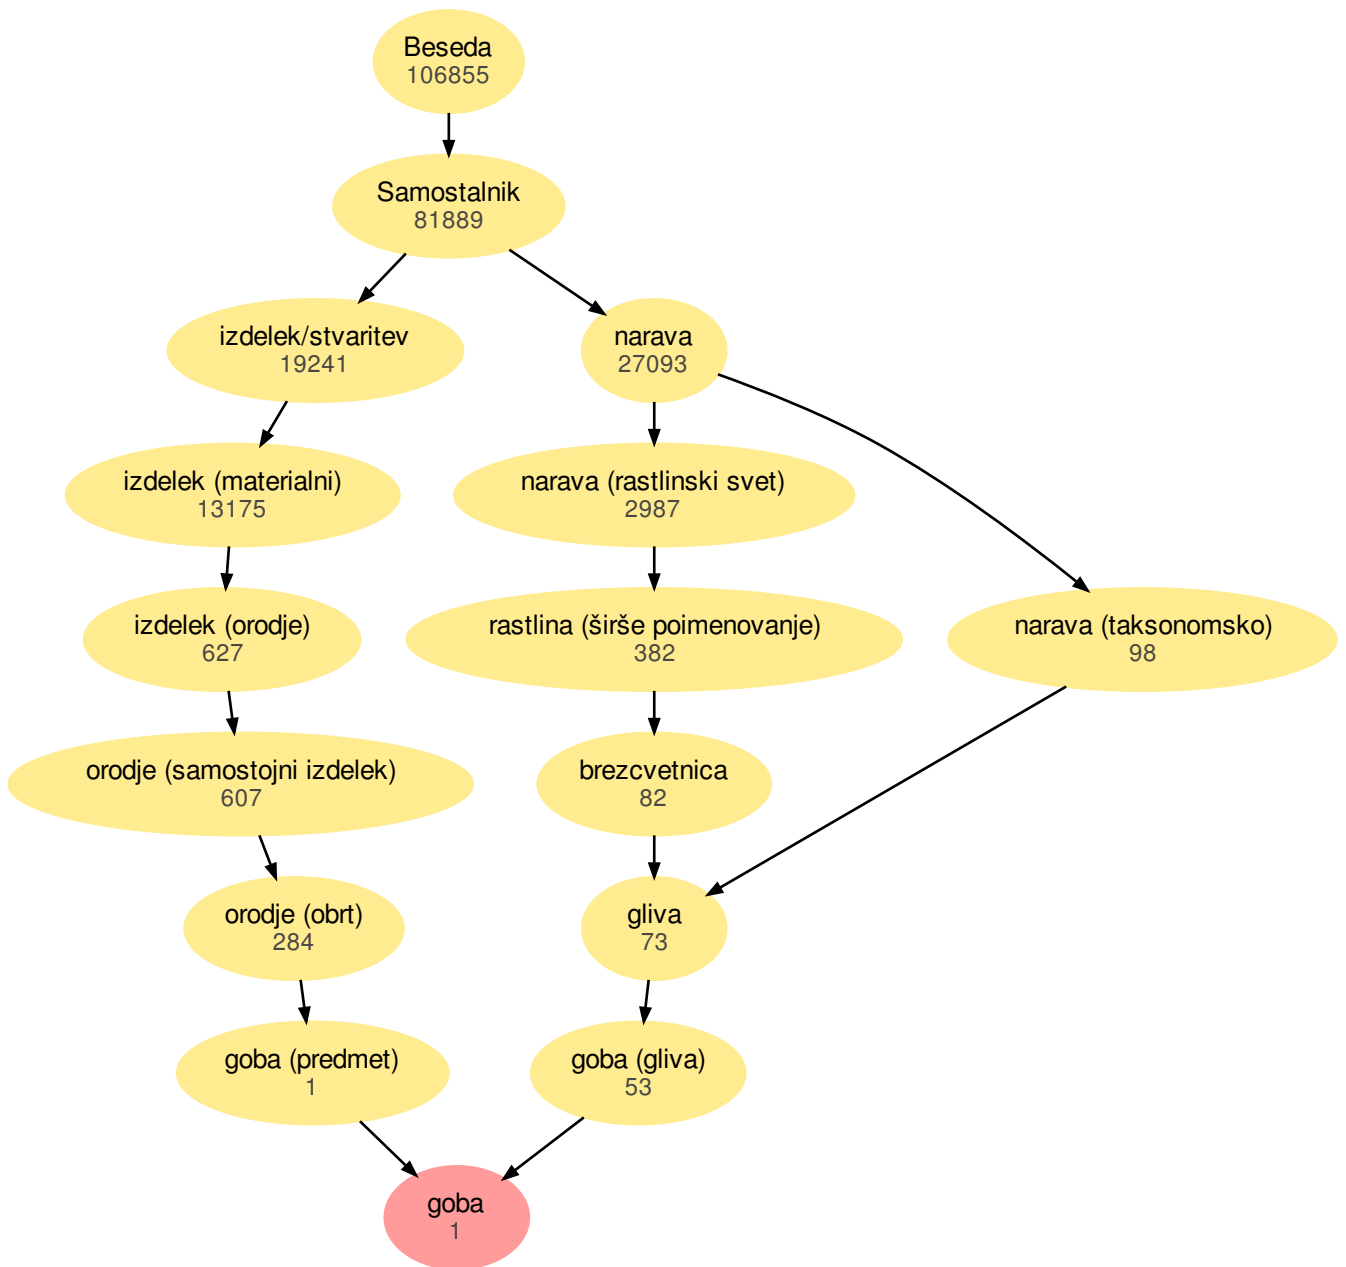 Beseda
106855
Samostalnik
81889
izdelek/stvaritev
19241
narava
27093
izdelek (materialni)
13175
narava (rastlinski svet)
2987
izdelek (orodje)
627
rastlina (širše poimenovanje)
382
narava (taksonomsko)
98
orodje (samostojni izdelek)
607
brezcvetnica
82
orodje (obrt)
284
gliva
73
goba (predmet)
1
goba (gliva)
53
goba
1